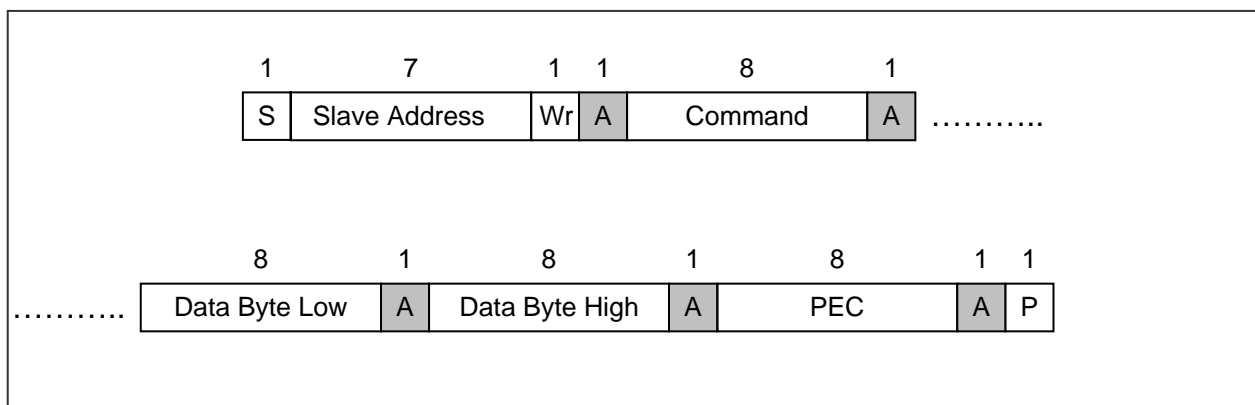 1 7 1 1 8 1
S Slave Address Wr A Command A ………..
8 1 8 1 8 1 1
……….. Data Byte Low A Data Byte High A PEC A P